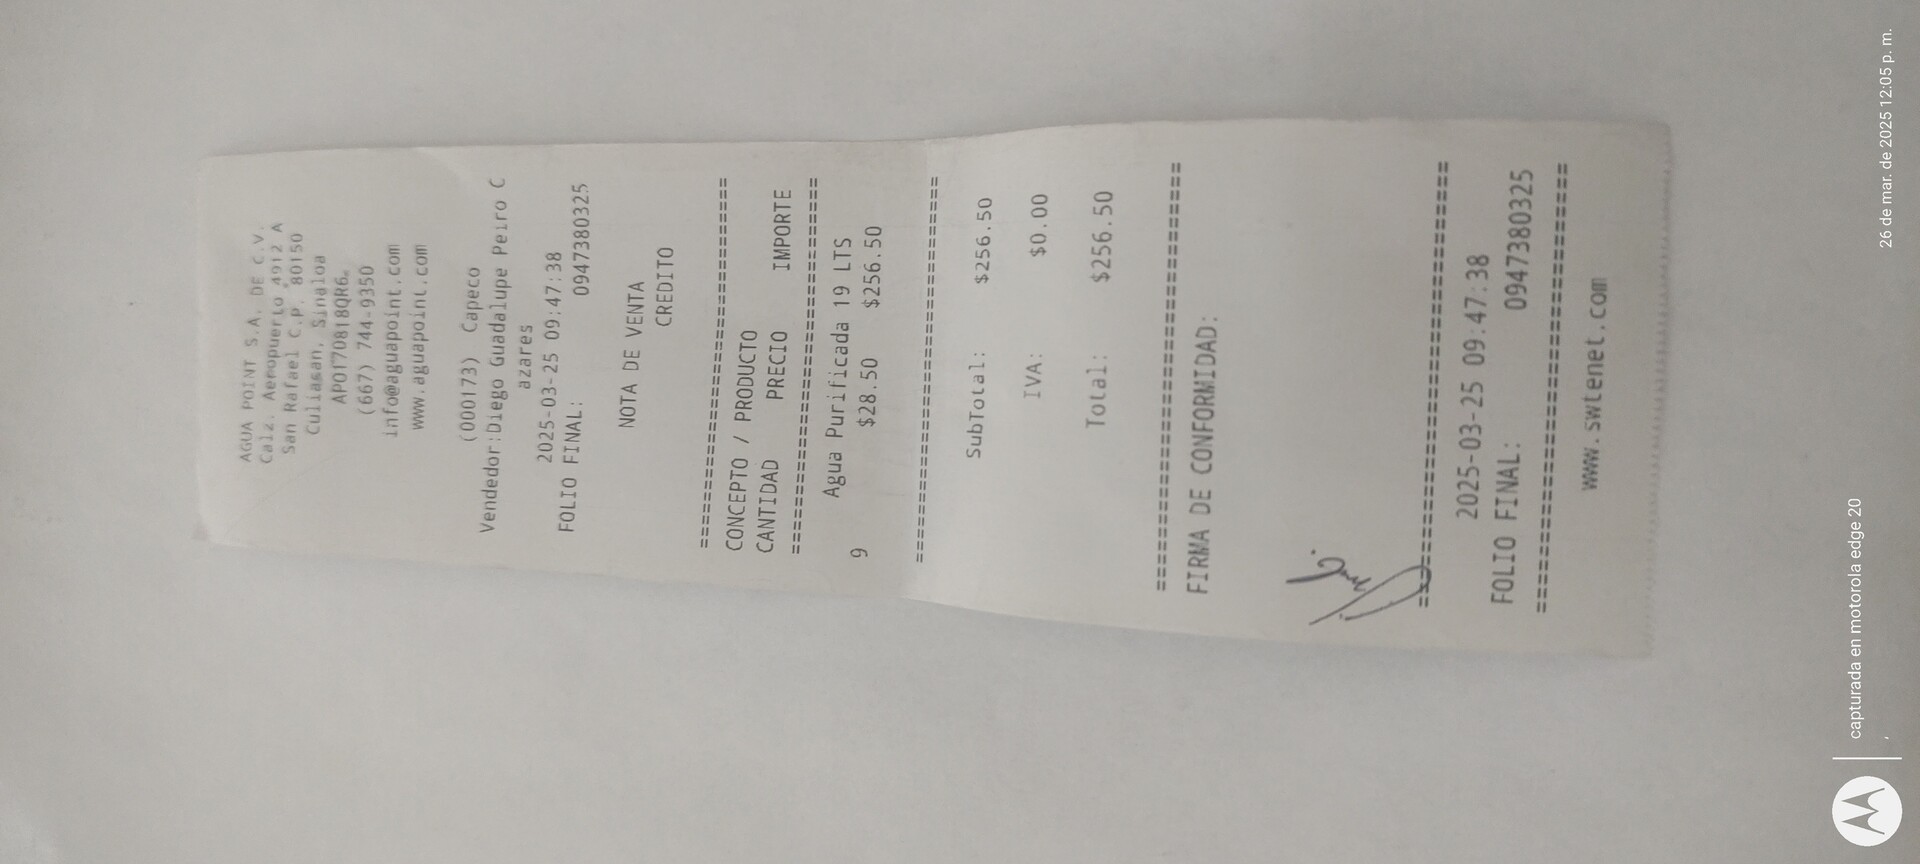 AGUA POINT S.A. DE C.V.
Calz. Aeropuerto 4912 A
San Rafael C.P. 80150
Culiasan, Sinaloa
APO170818QR6
(667) 744-9350
info@aguapoint.com
www.aguapoint.com
(000173) Capeco
Vendedor:Diego Guadalupe Peiro C
azares
2025-03-25 09:47:38
FOLIO FINAL: 0947380325
NOTA DE VENTA
CREDITO
================================
CONCEPTO / PRODUCTO
CANTIDAD PRECIO IMPORTE
================================
Agua Purificada 19 LTS
9 $28.50 $256.50
================================
SubTotal: $256.50
IVA: $0.00
Total: $256.50
================================
FIRMA DE CONFORMIDAD:
================================
2025-03-25 09:47:38
FOLIO FINAL: 0947380325
================================
www.swtenet.com
capturada en motorola edge 20
,
26 de mar. de 2025 12:05 p. m.